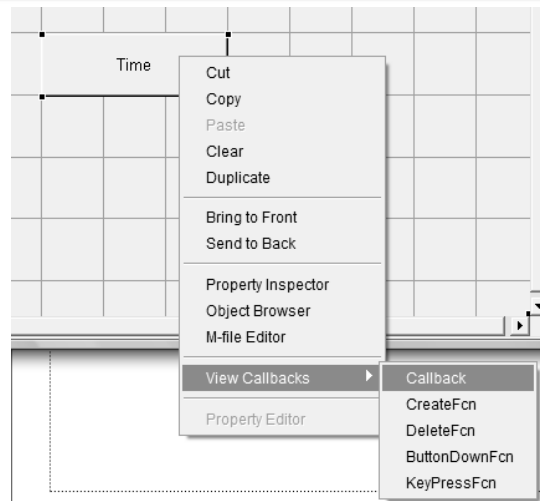 Time
Cut
Copy
Paste
Clear
Duplicate
Bring to Front
Send to Back
Property Inspector
Object Browser
M-file Editor
View Callbacks
Property Editor
Callback
CreateFcn
DeleteFcn
ButtonDownFcn
KeyPressFcn